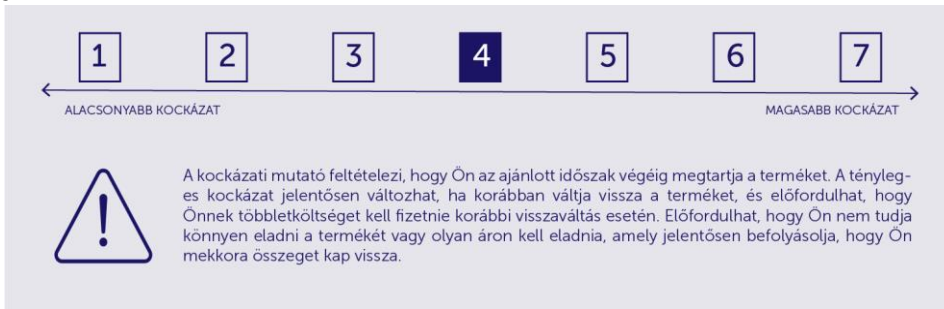 1 2 3 4 5 6 7
ALACSONYABB KOCKÁZAT MAGASABB KOCKÁZAT
A kockázati mutató feltételezi, hogy Ön az ajánlott időszak végéig megtartja a terméket. A tényleg-
es kockázat jelentősen változhat, ha korábban váltja vissza a terméket, és előfordulhat, hogy
Önnek többletköltséget kell fizetnie korábbi visszaváltás esetén. Előfordulhat, hogy Ön nem tudja
könnyen eladni a termékét vagy olyan áron kell eladnia, amely jelentősen befolyásolja, hogy Ön
mekkora összeget kap vissza.